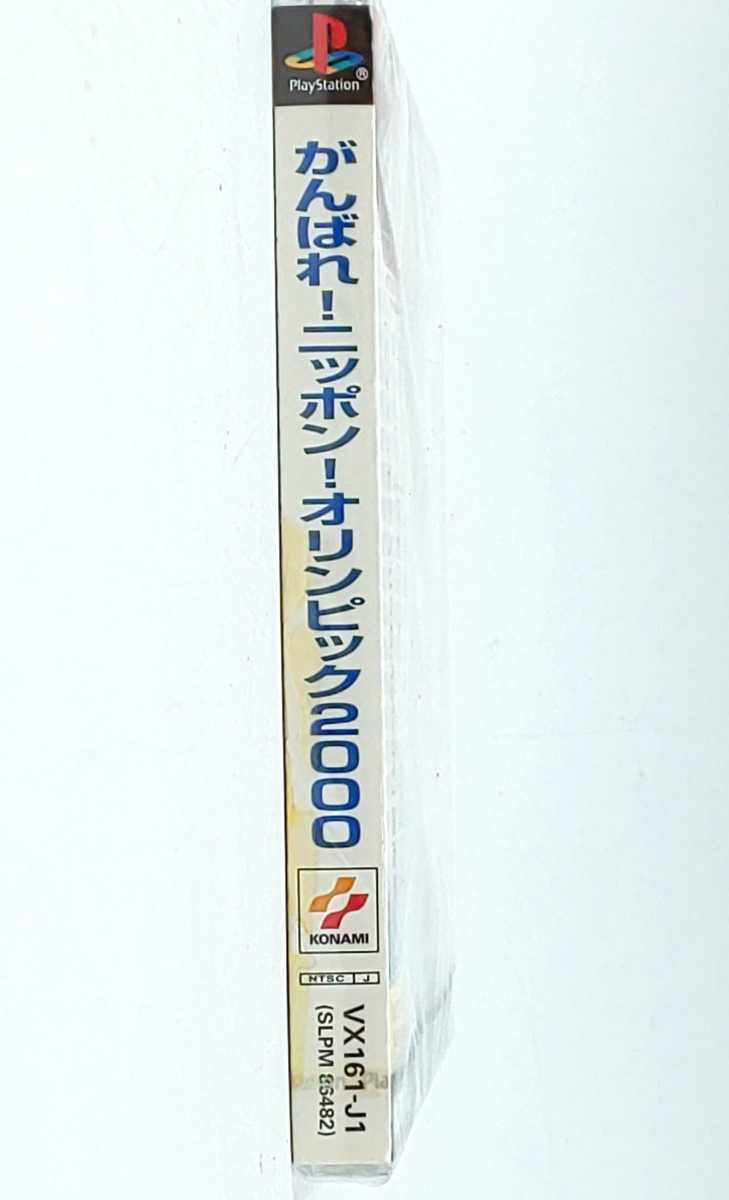 PlayStation®
がんばれ!ニッポン!オリンピック2000
KONAMI
NTSC J
VX161-J1
(SLPM 86482)